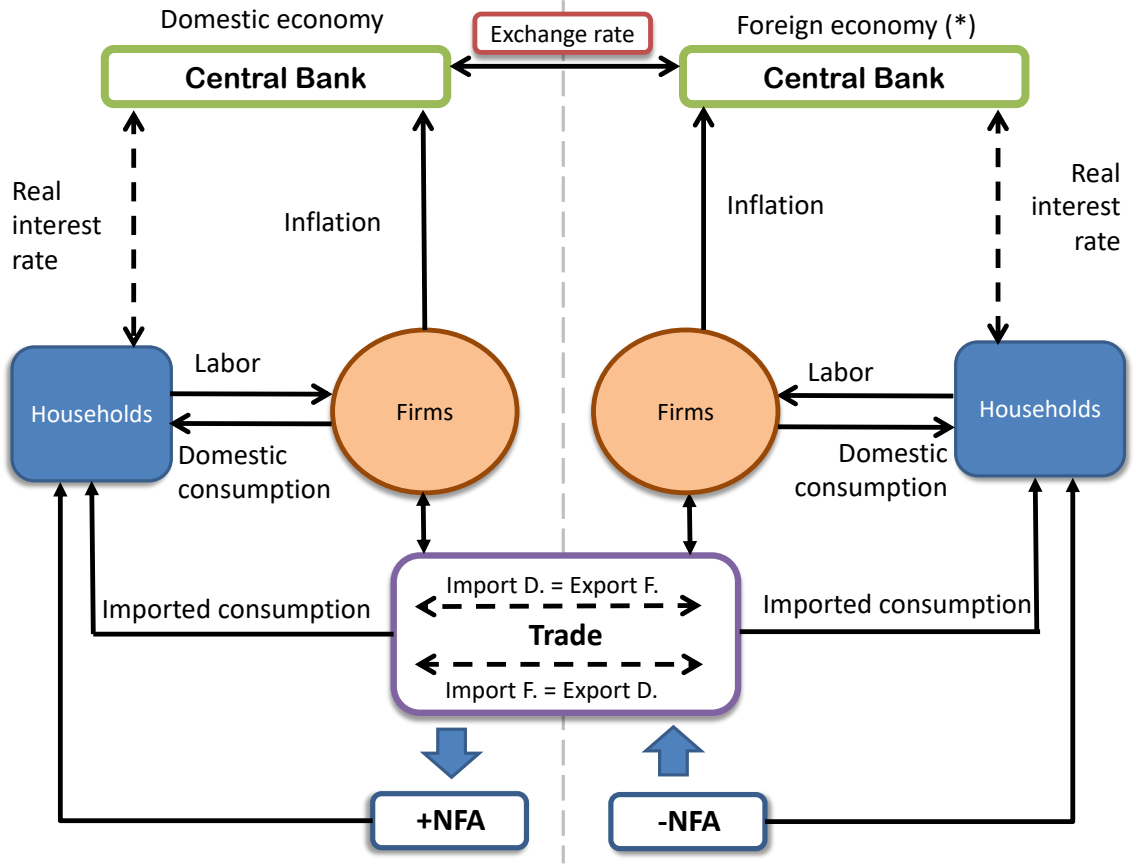 Domestic economy
Exchange rate
Foreign economy (*)
Central Bank
Central Bank
Real
interest
rate
Inflation
Inflation
Real
interest
rate
Households
Labor
Firms
Domestic
consumption
Firms
Labor
Households
Domestic
consumption
Imported consumption
Import D. = Export F.
Trade
Import F. = Export D.
Imported consumption
+NFA
-NFA